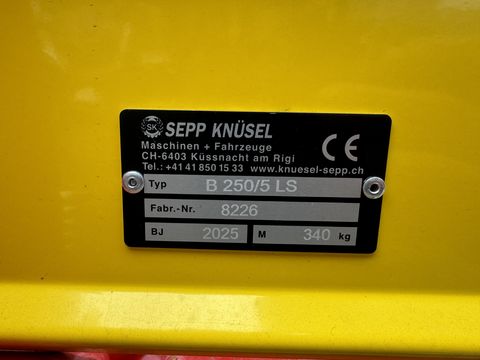 SK SEPP KNÜSEL
Maschinen + Fahrzeuge CE
CH-6403 Küssnacht am Rigi
Tel.: +41 41 850 15 33 www.knuesel-sepp.ch
Typ B 250/5 LS
Fabr.-Nr. 8226
BJ 2025 M 340 kg